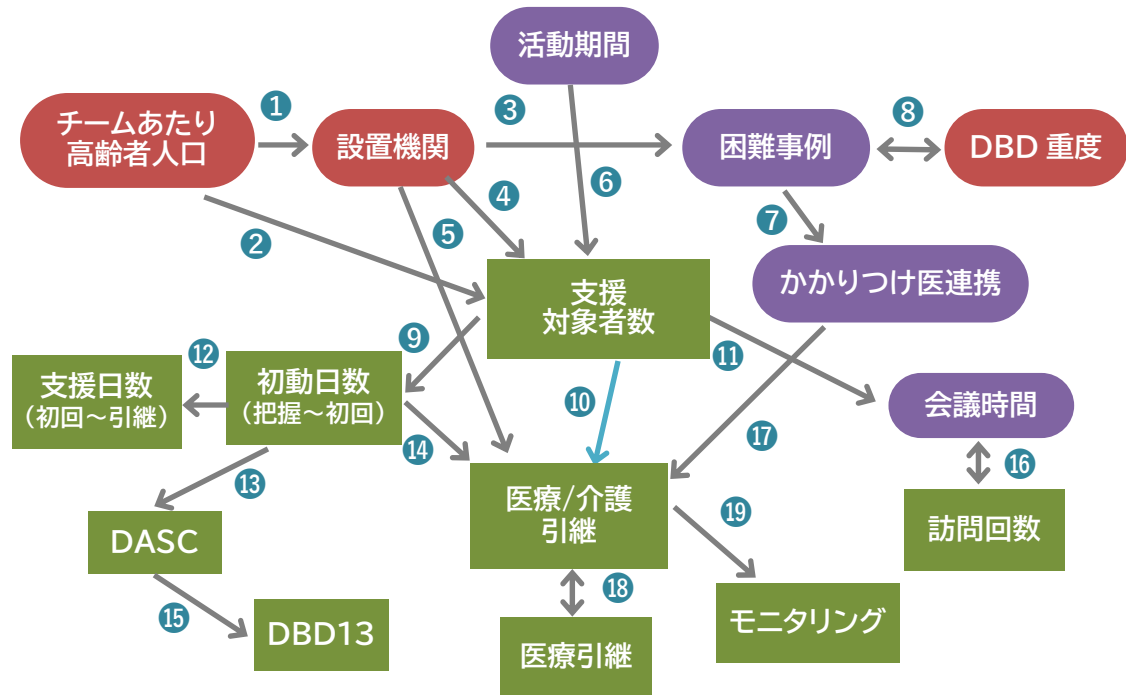 活動期間
❶
❸
チームあたり
高齢者人口
設置機関
困難事例
❽
DBD 重度
❷
❹
❺
❻
❼
支援
対象者数
かかりつけ医連携
❾
⓫
⓬
支援日数
（初回～引継）
初動日数
（把握～初回）
❿
会議時間
⓮
⓱
⓭
⓰
医療/介護
引継
⓳
訪問回数
DASC
⓲
モニタリング
⓯
DBD13
医療引継